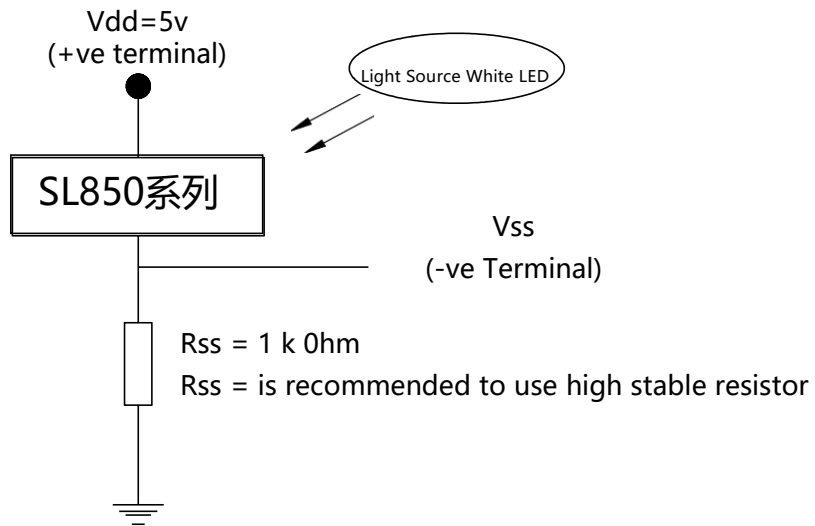 Vdd=5v
(+ve terminal)
Light Source White LED
SL850系列
Vss
(-ve Terminal)
Rss = 1 k 0hm
Rss = is recommended to use high stable resistor